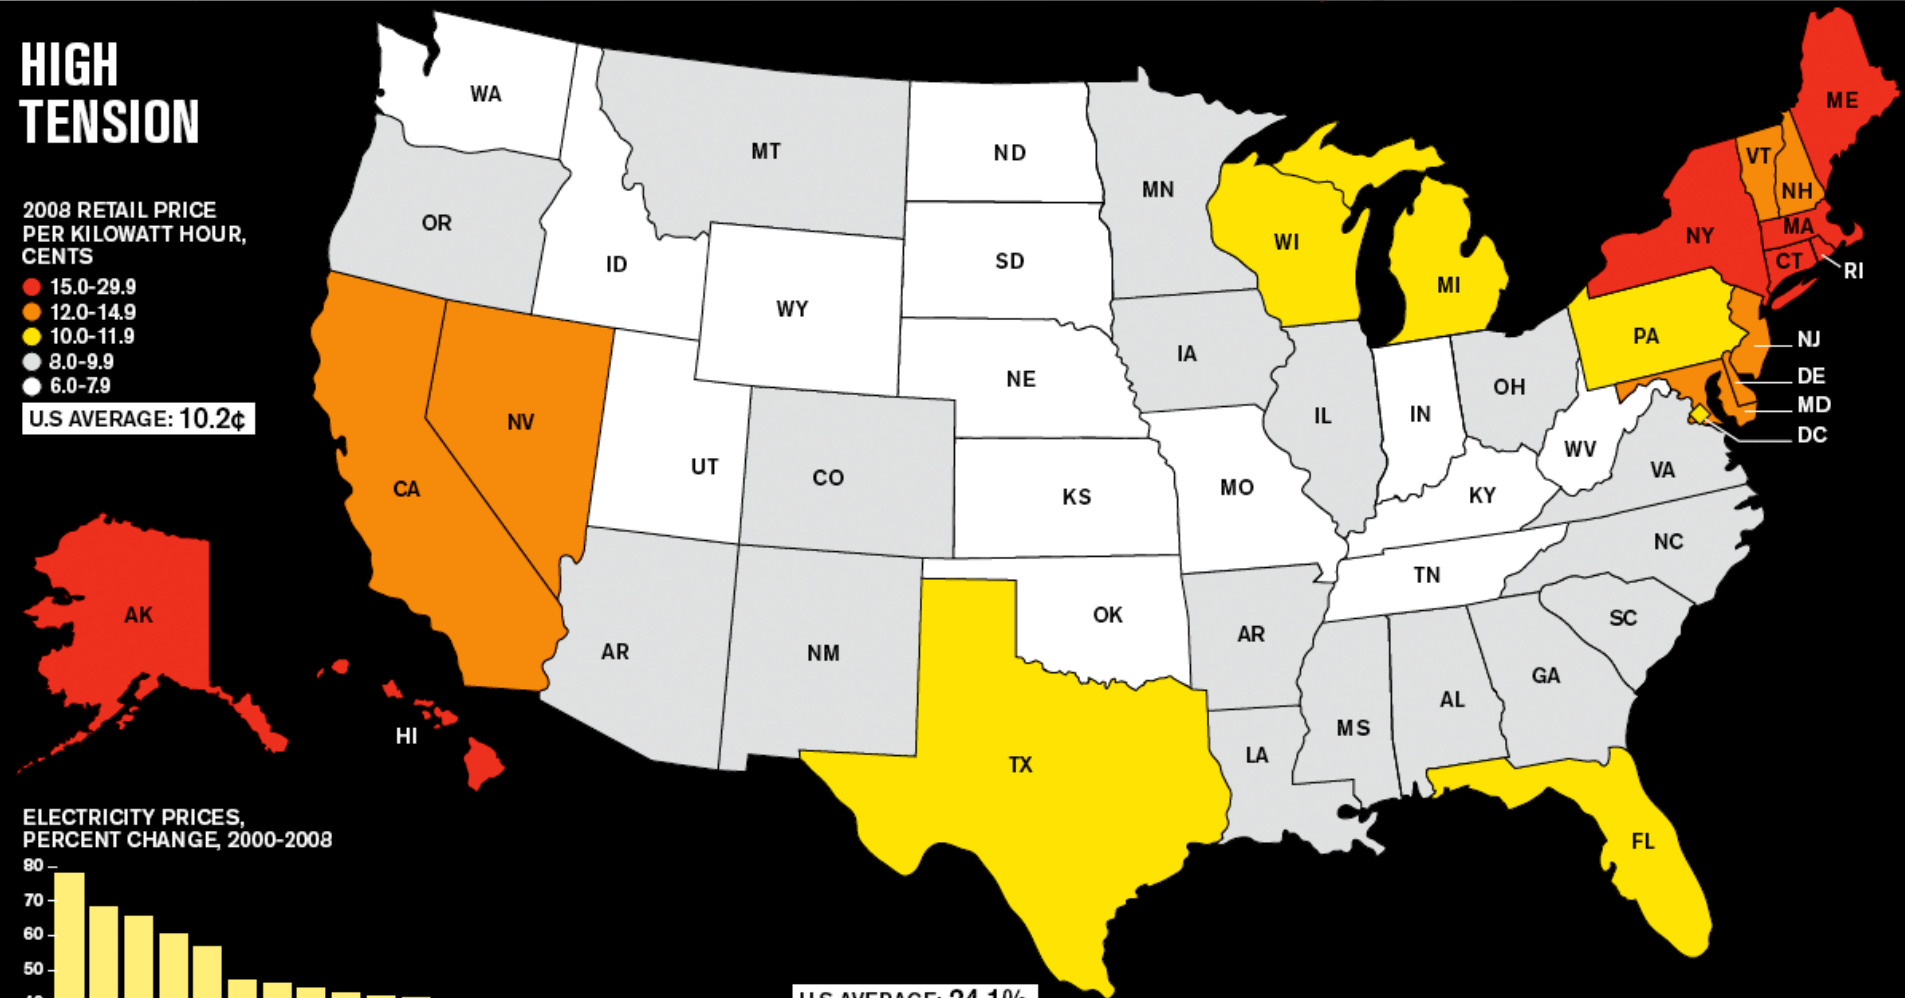 HIGH
TENSION
2008 RETAIL PRICE
PER KILOWATT HOUR,
CENTS
15.0-29.9
12.0-14.9
10.0-11.9
8.0-9.9
6.0-7.9
U.S AVERAGE: 10.2¢
WA
MT
ND
MN
OR
ID
SD
WI
MI
WY
NE
IA
ME
VT
NH
NY
MA
CT
RI
PA
NJ
DE
MD
DC
NV
CA
UT
CO
KS
MO
IL
IN
OH
WV
KY
VA
NC
TN
AR
NM
OK
AR
SC
GA
AL
MS
LA
TX
FL
AK
HI
ELECTRICITY PRICES,
PERCENT CHANGE, 2000-2008
80
70
60
50
40
U.S AVERAGE: 24.1%